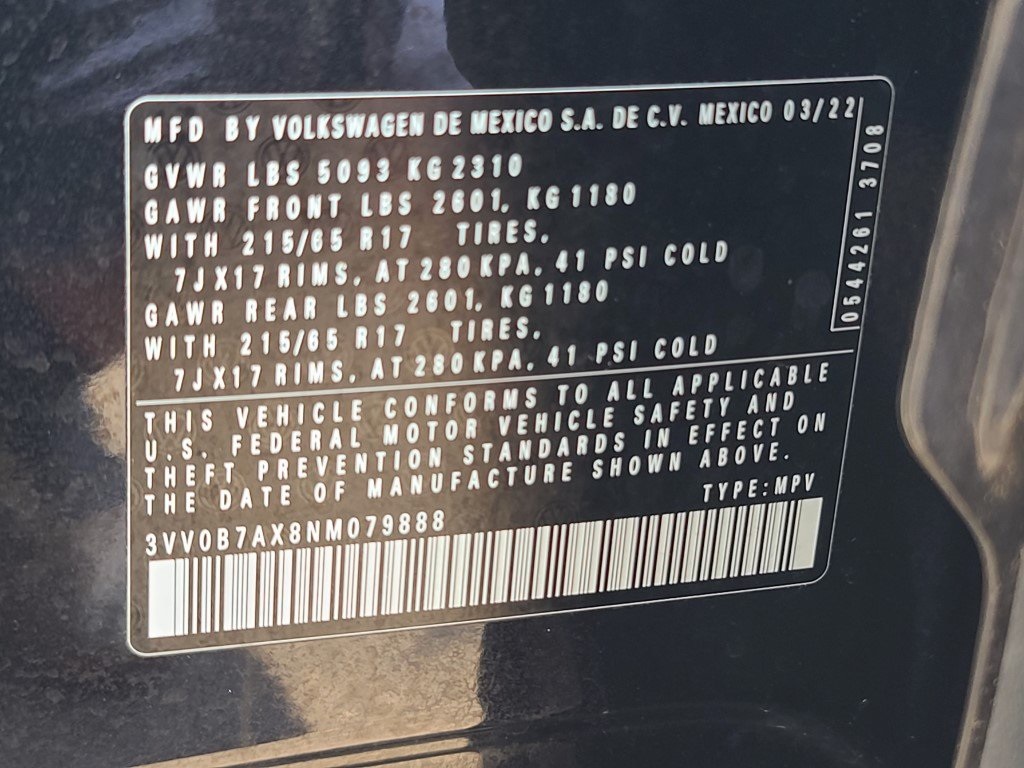 MFD BY VOLKSWAGEN DE MEXICO S.A. DE C.V. MEXICO 03/22
GVWR LBS 5093 KG 2310
GAWR FRONT LBS 2601, KG 1180
WITH 215/65 R17 TIRES,
7JX17 RIMS, AT 280 KPA, 41 PSI COLD
GAWR REAR LBS 2601, KG 1180
WITH 215/65 R17 TIRES,
7JX17 RIMS, AT 280 KPA, 41 PSI COLD
0544261 3708
THIS VEHICLE CONFORMS TO ALL APPLICABLE
U.S. FEDERAL MOTOR VEHICLE SAFETY AND
THEFT PREVENTION STANDARDS IN EFFECT ON
THE DATE OF MANUFACTURE SHOWN ABOVE.
TYPE:MPV
3VV0B7AX8NM079888